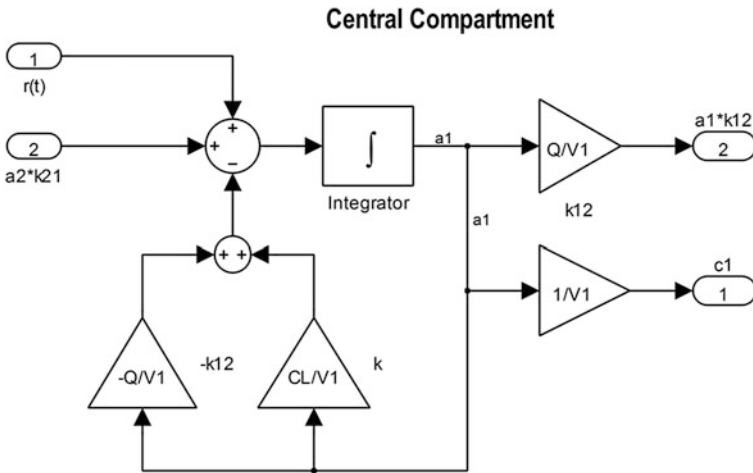 Central Compartment
1
r(t)
2
a2*k21
+
+
−
∫
Integrator
a1
a1
Q/V1
k12
a1*k12
2
1/V1
c1
1
+ +
-Q/V1
-k12
CL/V1
k